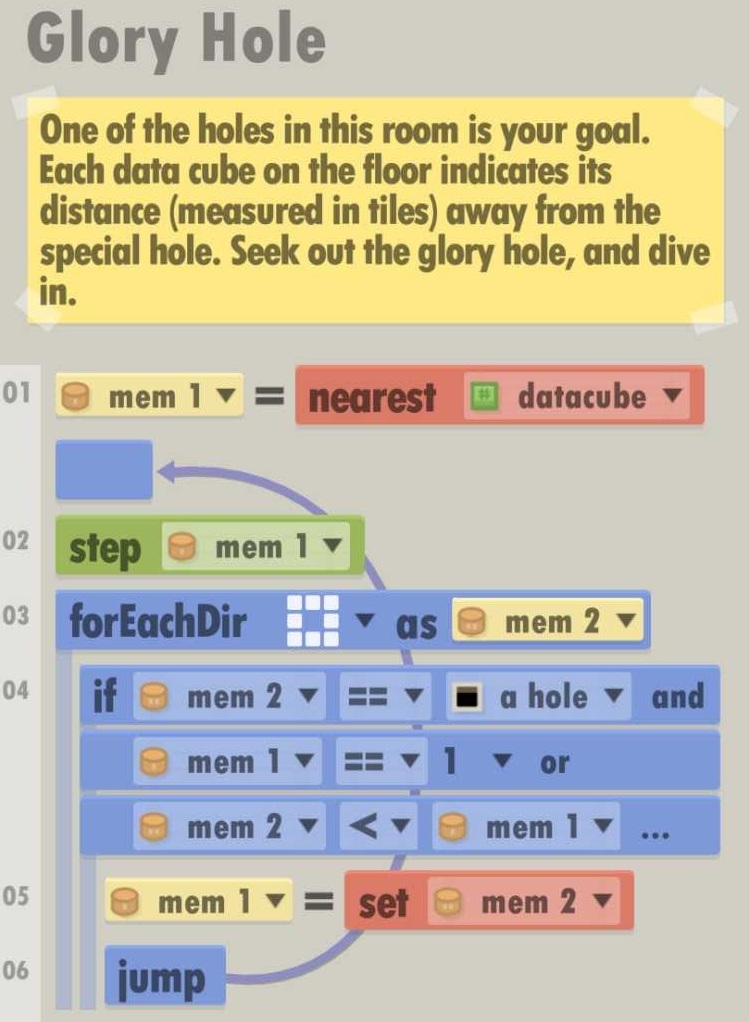 Glory Hole
One of the holes in this room is your goal.
Each data cube on the floor indicates its
distance (measured in tiles) away from the
special hole. Seek out the glory hole, and dive
in.
01 mem 1 = nearest # datacube
02 step mem 1
03 forEachDir as mem 2
04 if mem 2 == a hole and
mem 1 == 1 or
mem 2 < mem 1 ...
05 mem 1 = set mem 2
06 jump